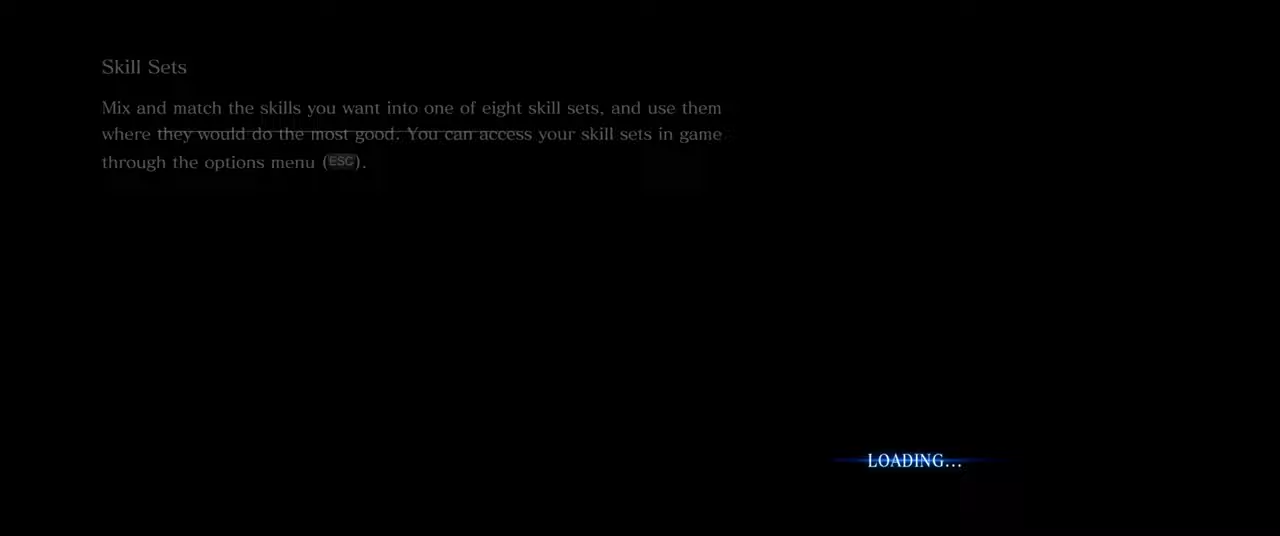 Skill Sets
Mix and match the skills you want into one of eight skill sets, and use them
where they would do the most good. You can access your skill sets in game
through the options menu (ESC).
LOADING...